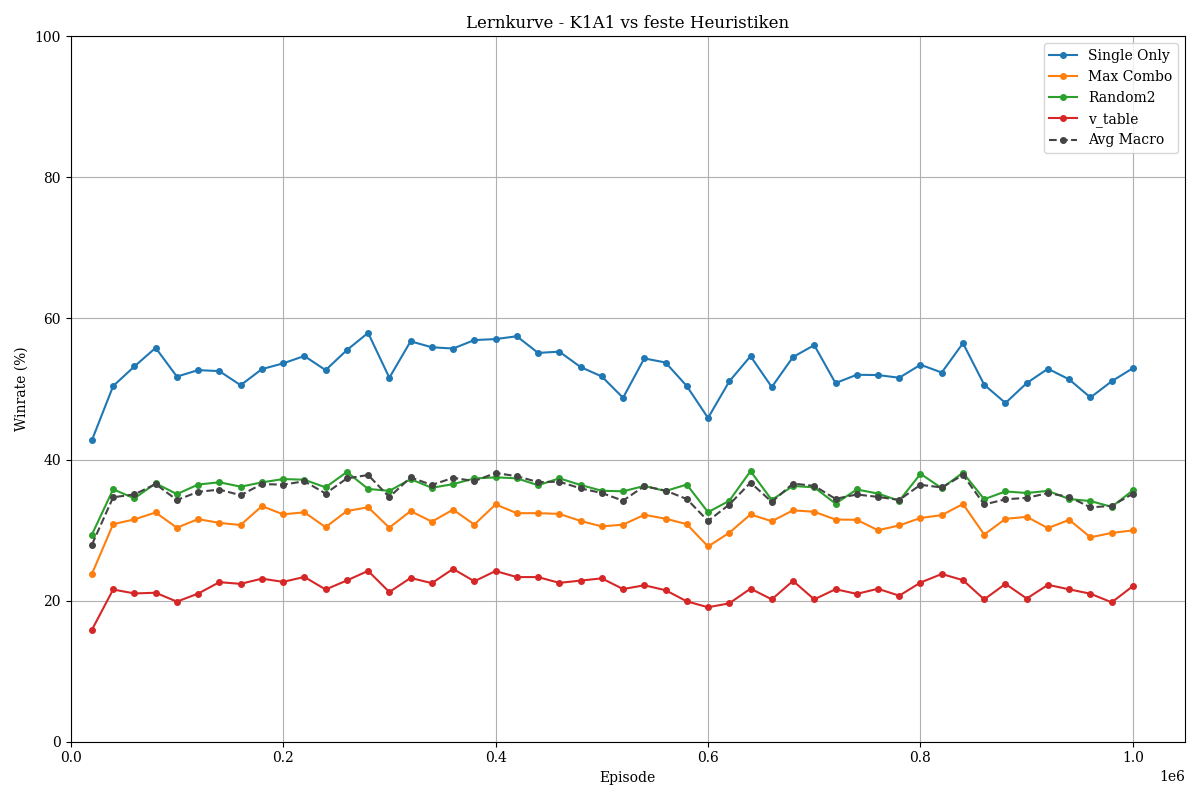 Lernkurve - K1A1 vs feste Heuristiken
100
80
60
40
20
0
Winrate (%)
Single Only
Max Combo
Random2
v_table
Avg Macro
0.0
0.2
0.4
0.6
0.8
1.0
1e6
Episode